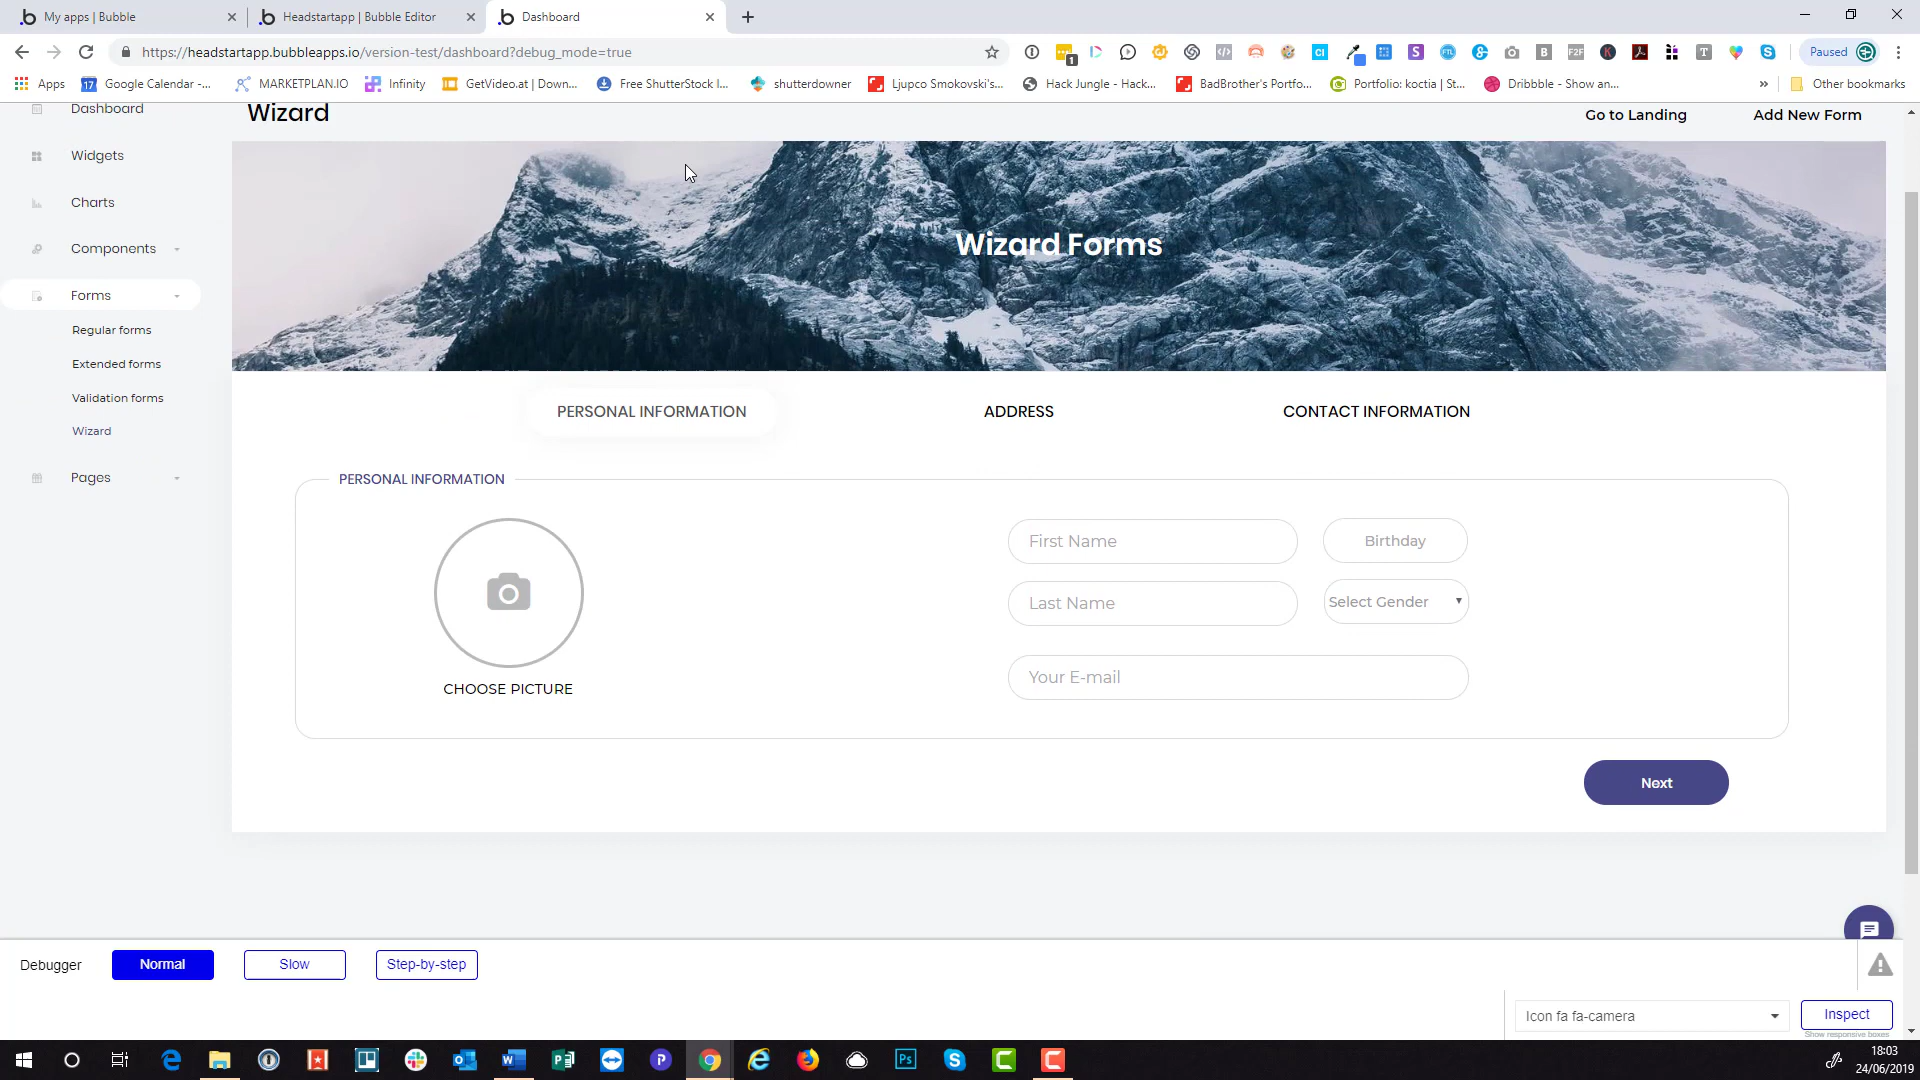 My apps | Bubble
Headstartapp | Bubble Editor
Dashboard
https://headstartapp.bubbleapps.io/version-test/dashboard?debug_mode=true
Paused
Apps
Google Calendar -...
MARKETPLAN.IO
Infinity
GetVideo.at | Down...
Free ShutterStock I...
shutterdowner
Ljupco Smokovski's...
Hack Jungle - Hack...
BadBrother's Portfo...
Portfolio: koctia | St...
Dribbble - Show an...
»
Other bookmarks
Dashboard
Wizard
Go to Landing
Add New Form
Widgets
Charts
Components
Forms
Regular forms
Extended forms
Validation forms
Wizard
Pages
Wizard Forms
PERSONAL INFORMATION
ADDRESS
CONTACT INFORMATION
PERSONAL INFORMATION
First Name
Birthday
Last Name
Select Gender
Your E-mail
CHOOSE PICTURE
Next
Debugger
Normal
Slow
Step-by-step
Icon fa fa-camera
Inspect
Show responsive boxes
18:03
24/06/2019